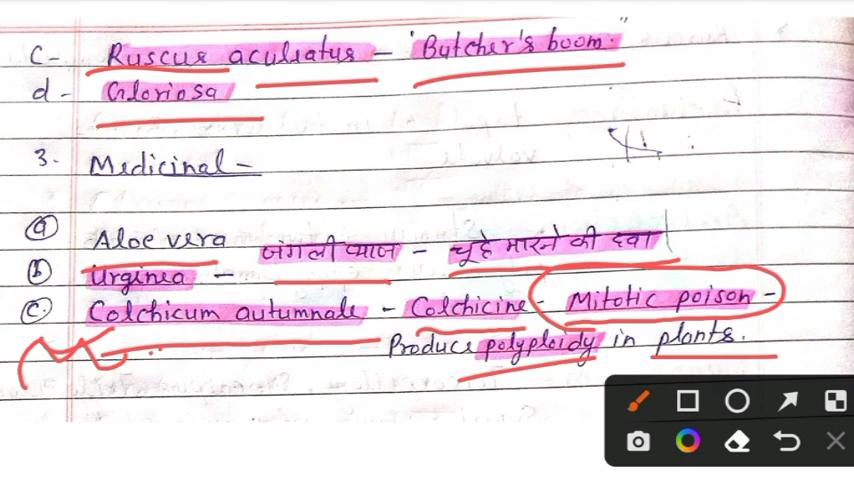 c- Ruscus aculiatus - 'Butcher's boom."
d - Gloriosa
3. Medicinal -
(a) Aloe vera
(b) Urginea - जंगली प्याज - चूहे मारने की दवा
(c) Colchicum autumnale - Colchicine - Mitotic poison -
Produce polyploidy in plants.